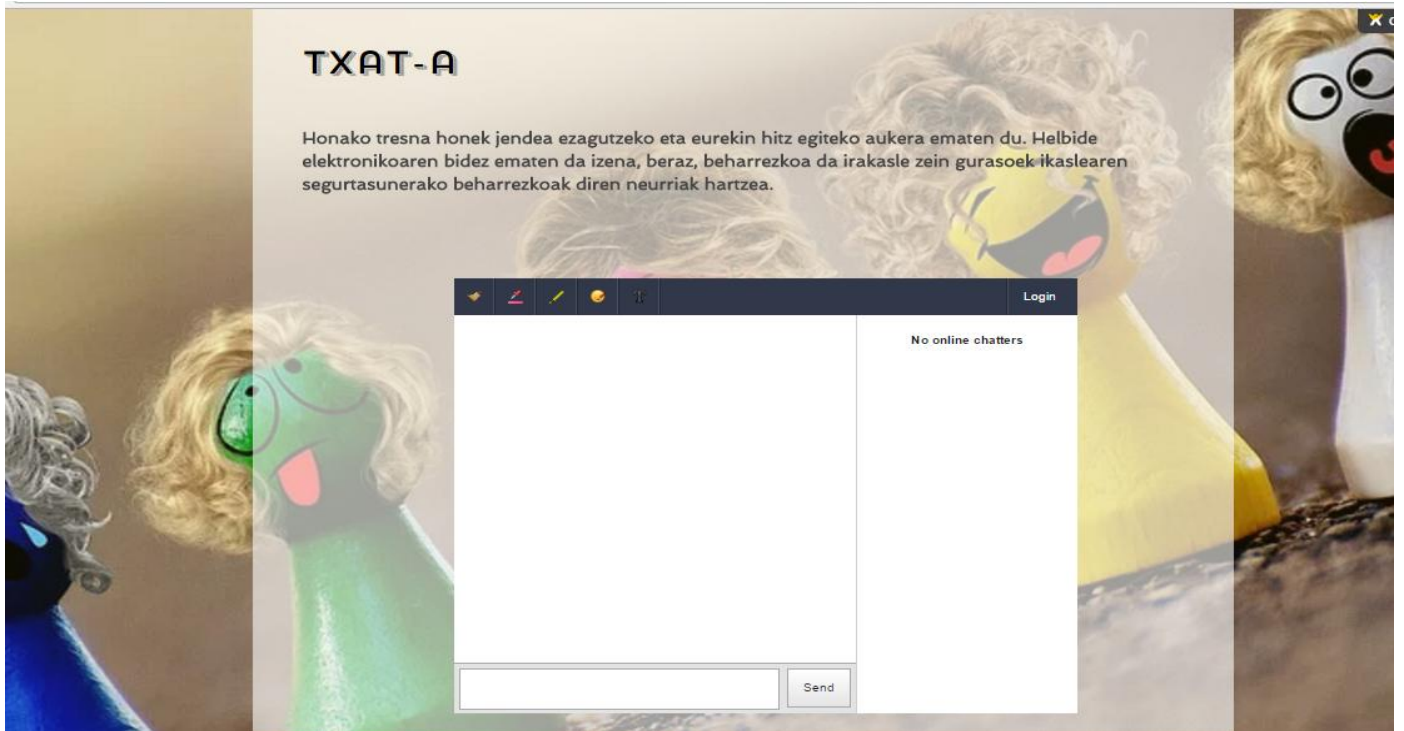 TXAT-A
Honako tresna honek jendea ezagutzeko eta eurekin hitz egiteko aukera ematen du. Helbide
elektronikoaren bidez ematen da izena, beraz, beharrezkoa da irakasle zein gurasoek ikaslearen
segurtasunerako beharrezkoak diren neurriak hartzea.
Login
No online chatters
Send